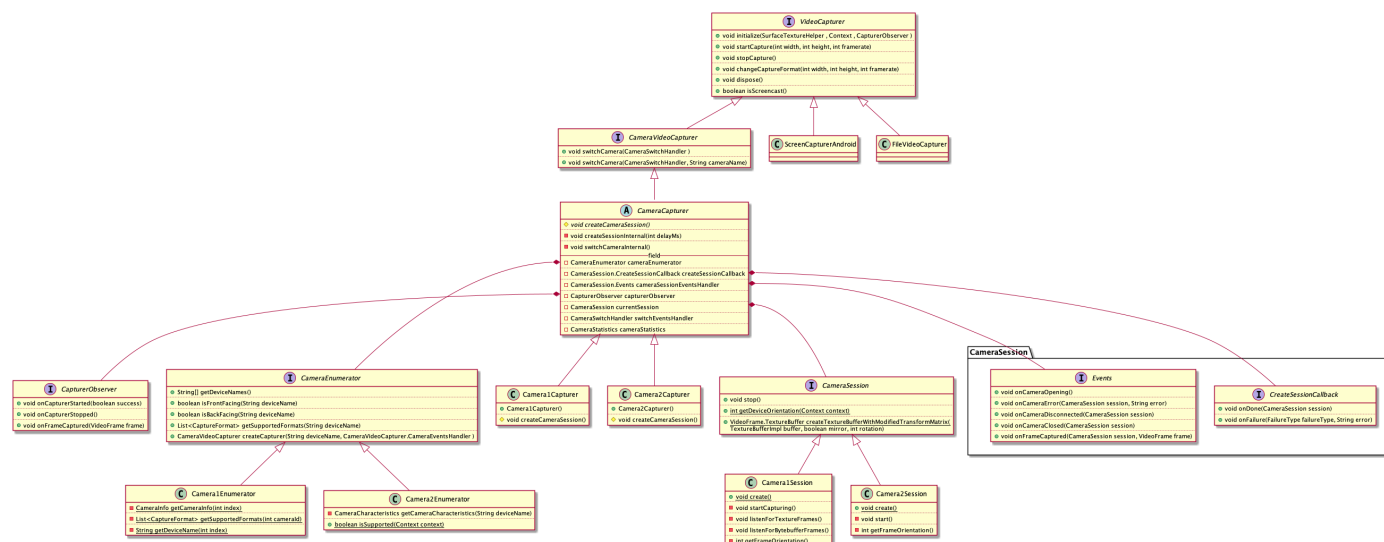 I VideoCapturer
void initialize(SurfaceTextureHelper , Context , CapturerObserver )
void startCapture(int width, int height, int framerate)
void stopCapture()
void changeCaptureFormat(int width, int height, int framerate)
void dispose()
boolean isScreencast()
I CameraVideoCapturer
void switchCamera(CameraSwitchHandler )
void switchCamera(CameraSwitchHandler, String cameraName)
C ScreenCapturerAndroid
C FileVideoCapturer
A CameraCapturer
void createCameraSession()
void createSessionInternal(int delayMs)
void switchCameraInternal()
field
CameraEnumerator cameraEnumerator
CameraSession.CreateSessionCallback createSessionCallback
CameraSession.Events cameraSessionEventsHandler
CapturerObserver capturerObserver
CameraSession currentSession
CameraSwitchHandler switchEventsHandler
CameraStatistics cameraStatistics
I CapturerObserver
void onCapturerStarted(boolean success)
void onCapturerStopped()
void onFrameCaptured(VideoFrame frame)
I CameraEnumerator
String[] getDeviceNames()
boolean isFrontFacing(String deviceName)
boolean isBackFacing(String deviceName)
List<CaptureFormat> getSupportedFormats(String deviceName)
CameraVideoCapturer createCapturer(String deviceName, CameraVideoCapturer.CameraEventsHandler )
C Camera1Capturer
Camera1Capturer()
void createCameraSession()
C Camera2Capturer
Camera2Capturer()
void createCameraSession()
I CameraSession
void stop()
int getDeviceOrientation(Context context)
VideoFrame.TextureBuffer createTextureBufferWithModifiedTransformMatrix(
TextureBufferImpl buffer, boolean mirror, int rotation)
CameraSession
I Events
void onCameraOpening()
void onCameraError(CameraSession session, String error)
void onCameraDisconnected(CameraSession session)
void onCameraClosed(CameraSession session)
void onFrameCaptured(CameraSession session, VideoFrame frame)
I CreateSessionCallback
void onDone(CameraSession session)
void onFailure(FailureType failureType, String error)
C Camera1Enumerator
CameraInfo getCameraInfo(int index)
List<CaptureFormat> getSupportedFormats(int cameraId)
String getDeviceName(int index)
C Camera2Enumerator
CameraCharacteristics getCameraCharacteristics(String deviceName)
boolean isSupported(Context context)
C Camera1Session
void create()
void startCapturing()
void listenForTextureFrames()
void listenForBytebufferFrames()
int getFrameOrientation()
C Camera2Session
void create()
void start()
int getFrameOrientation()